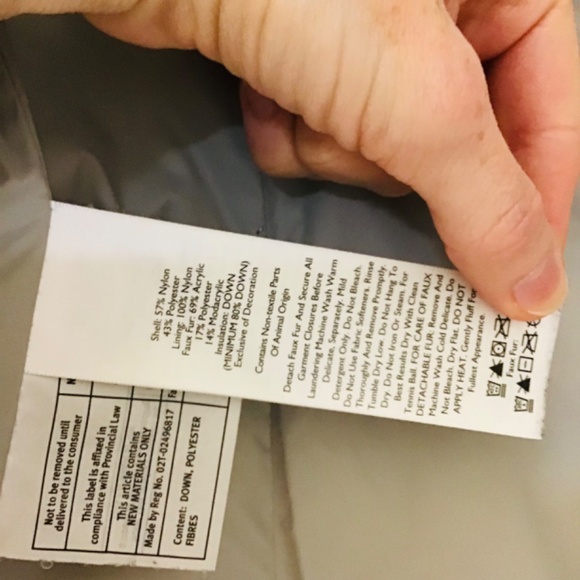 Shell: 57% Nylon
43% Polyester
Lining: 100% Nylon
Faux Fur: 69% Acrylic
17% Polyester
14% Modacrylic
Insulation: DOWN
(MINIMUM 80% DOWN)
Exclusive of Decoration
Contains Non-textile Parts
Of Animal Origin
Detach Faux Fur And Secure All
Garment Closures Before
Laundering Machine Wash Warm
Delicate, Separately. Mild
Detergent Only. Do Not Bleach.
Do Not Use Fabric Softeners. Rinse
Thoroughly And Remove Promptly.
Tumble Dry Low. Do Not Hang To
Dry. Do Not Iron Or Steam. For
Best Results Dry With Clean
Tennis Ball. FOR CARE OF FAUX
DETACHABLE FUR. Remove And
Machine Wash Cold Delicate. Do
Not Bleach. Dry Flat. DO NOT
APPLY HEAT. Gently Fluff For
Fullest Appearance.
Faux Fur:
Not to be removed until
delivered to the consumer
This label is affixed in
compliance with Provincial Law
This article contains
NEW MATERIALS ONLY
Made by Reg No. 02T-02496817
Content: DOWN, POLYESTER
FIBRES
N
Fa